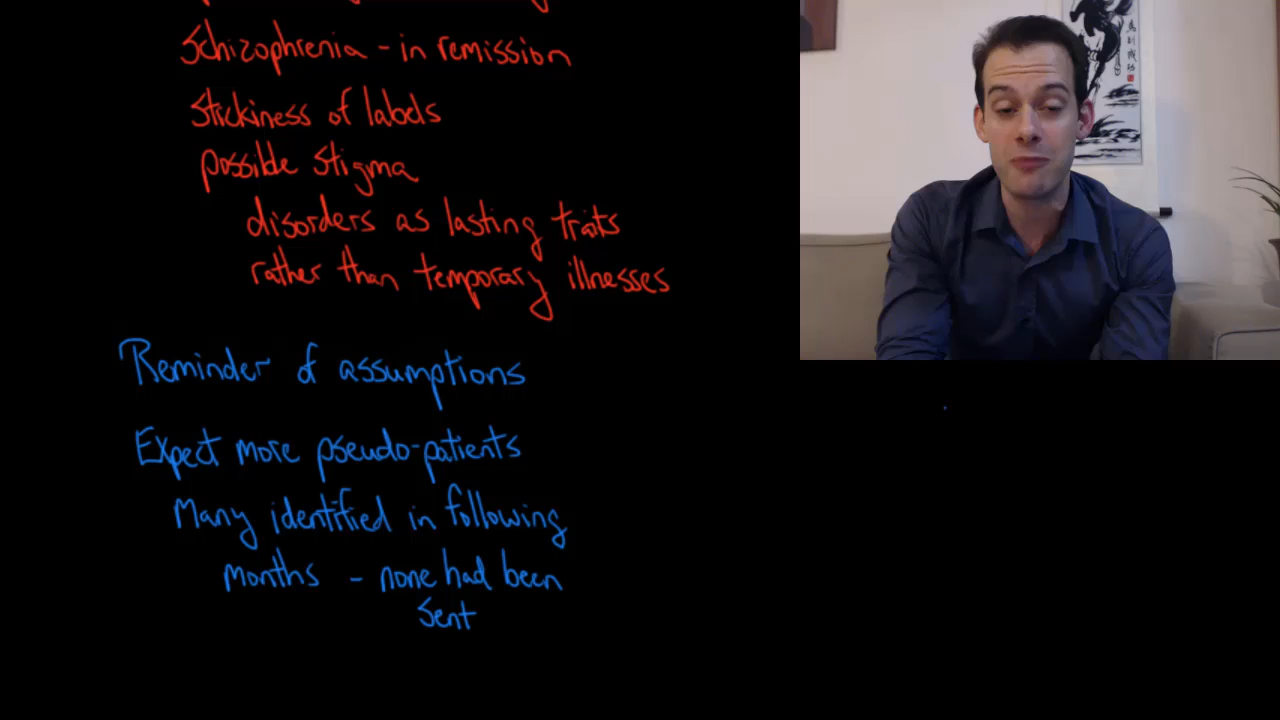 Schizophrenia - in remission
Stickiness of labels
possible stigma
disorders as lasting traits
rather than temporary illnesses
Reminder of assumptions
Expect more pseudo-patients
Many identified in following
months - none had been
sent